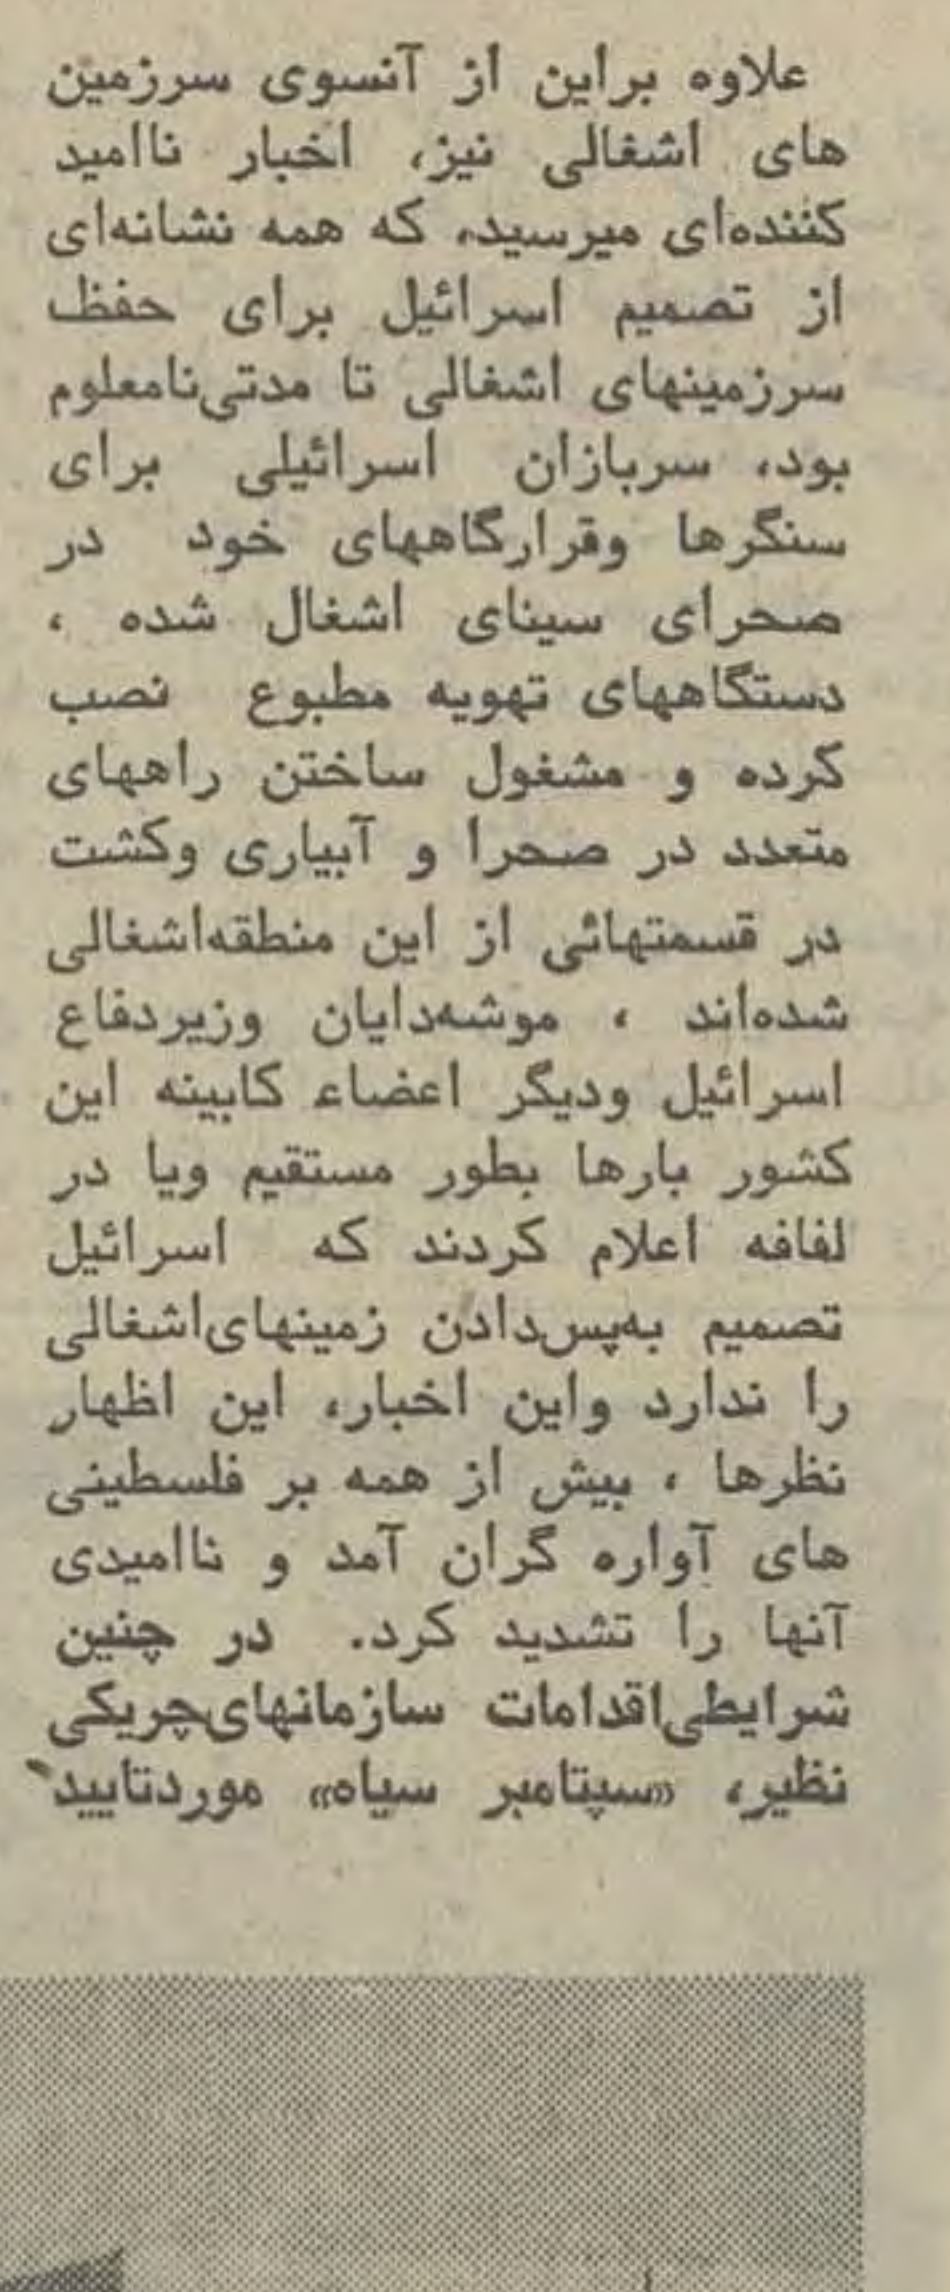 علاوه براین از آنسوی سرزمین
های اشغالی نیز، اخبار ناامید
کننده‌ای میرسید، که همه نشانه‌ای
از تصمیم اسرائیل برای حفظ
سرزمینهای اشغالی تا مدتی‌نامعلوم
بود، سربازان اسرائیلی برای
سنگرها وقرارگاههای خود در
صحرای سینای اشغال شده ،
دستگاههای تهویه مطبوع نصب
کرده و مشغول ساختن راههای
متعدد در صحرا و آبیاری وکشت
در قسمتهائی از این منطقه‌اشغالی
شده‌اند ، موشه‌دایان وزیردفاع
اسرائیل ودیگر اعضاء کابینه این
کشور بارها بطور مستقیم ویا در
لفافه اعلام کردند که اسرائیل
تصمیم به‌پس‌دادن زمینهای‌اشغالی
را ندارد واین اخبار، این اظهار
نظرها ، بیش از همه بر فلسطینی
های آواره گران آمد و ناامیدی
آنها را تشدید کرد. در چنین
شرایطی‌اقدامات سازمانهای‌چریکی
نظیر، «سپتامبر سیاه» موردتایید